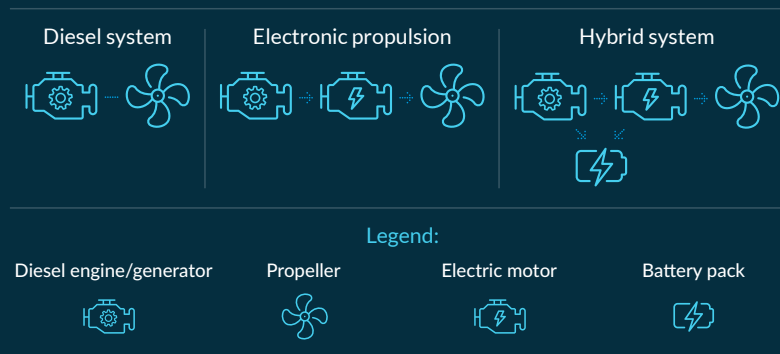 Diesel system
Electronic propulsion
Hybrid system
Legend:
Diesel engine/generator
Propeller
Electric motor
Battery pack